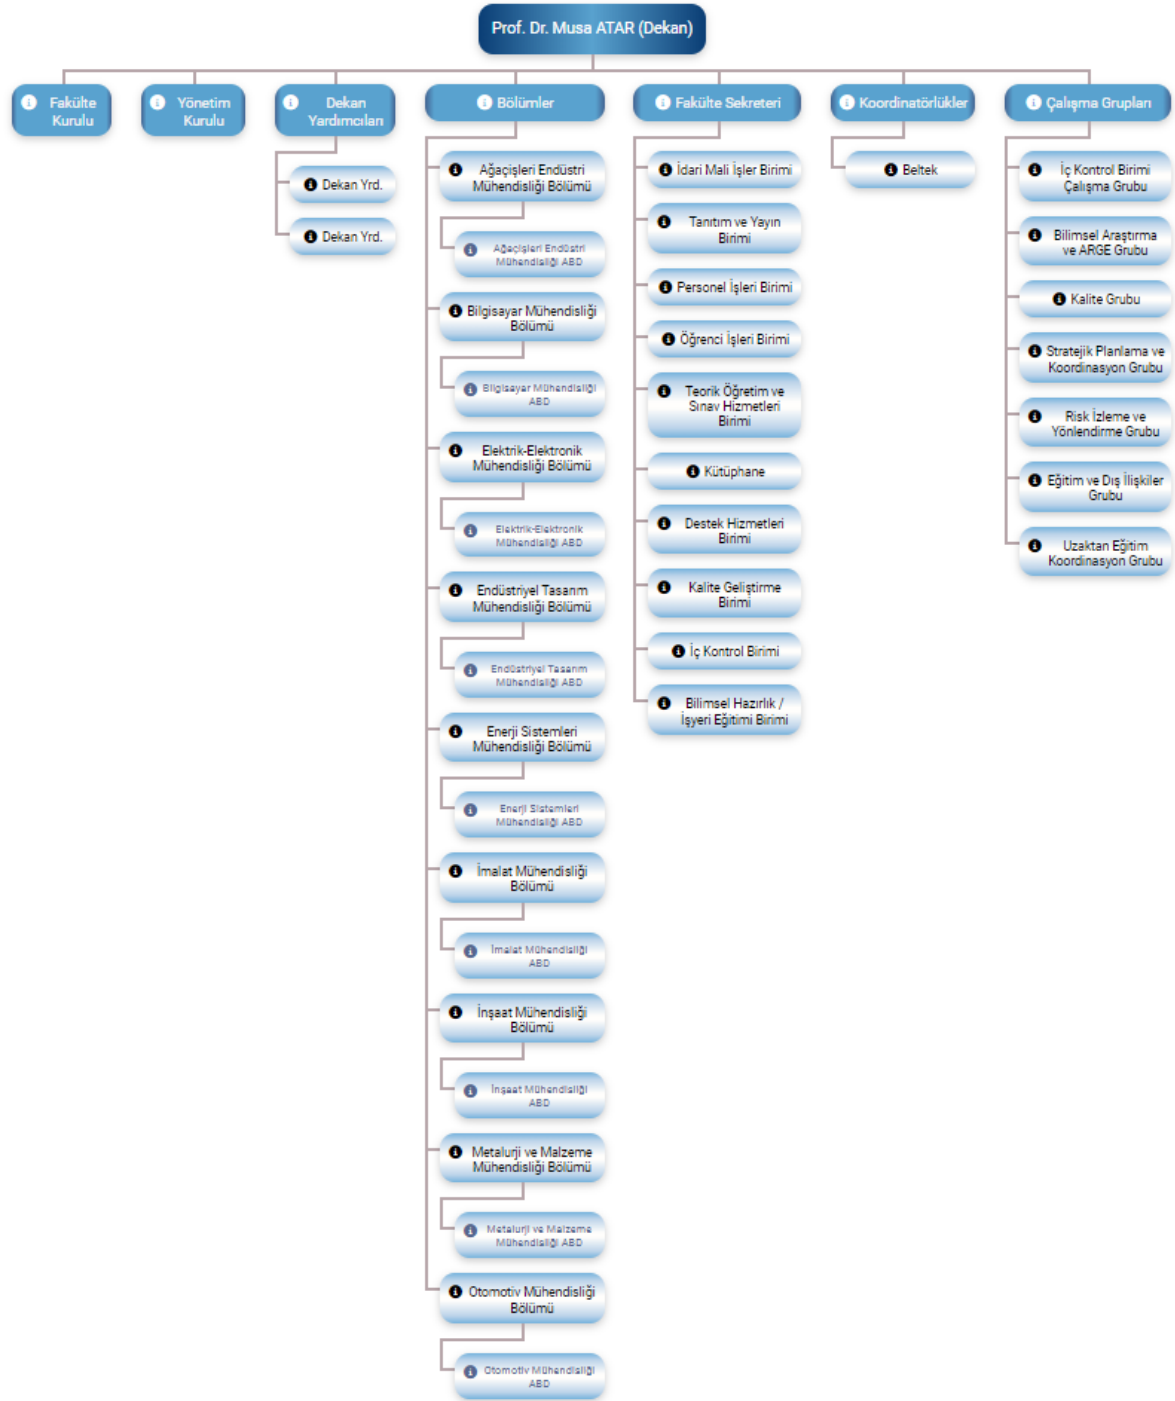 Prof. Dr. Musa ATAR (Dekan)
Fakülte
Kurulu
Yönetim
Kurulu
Dekan
Yardımcıları
Dekan Yrd.
Dekan Yrd.
Bölümler
Ağaçişleri Endüstri
Mühendisliği Bölümü
Ağaçişleri Endüstri
Mühendisliği ABD
Bilgisayar Mühendisliği
Bölümü
Bilgisayar Mühendisliği
ABD
Elektrik-Elektronik
Mühendisliği Bölümü
Elektrik-Elektronik
Mühendisliği ABD
Endüstriyel Tasarım
Mühendisliği Bölümü
Endüstriyel Tasarım
Mühendisliği ABD
Enerji Sistemleri
Mühendisliği Bölümü
Enerji Sistemleri
Mühendisliği ABD
İmalat Mühendisliği
Bölümü
İmalat Mühendisliği
ABD
İnşaat Mühendisliği
Bölümü
İnşaat Mühendisliği
ABD
Metalurji ve Malzeme
Mühendisliği Bölümü
Metalurji ve Malzeme
Mühendisliği ABD
Otomotiv Mühendisliği
Bölümü
Otomotiv Mühendisliği
ABD
Fakülte Sekreteri
İdari Mali İşler Birimi
Tanıtım ve Yayın
Birimi
Personel İşleri Birimi
Öğrenci İşleri Birimi
Teorik Öğretim ve
Sınav Hizmetleri
Birimi
Kütüphane
Destek Hizmetleri
Birimi
Kalite Geliştirme
Birimi
İç Kontrol Birimi
Bilimsel Hazırlık /
İşyeri Eğitimi Birimi
Koordinatörlükler
Beltek
Çalışma Grupları
İç Kontrol Birimi
Çalışma Grubu
Bilimsel Araştırma
ve ARGE Grubu
Kalite Grubu
Stratejik Planlama ve
Koordinasyon Grubu
Risk İzleme ve
Yönlendirme Grubu
Eğitim ve Dış İlişkiler
Grubu
Uzaktan Eğitim
Koordinasyon Grubu